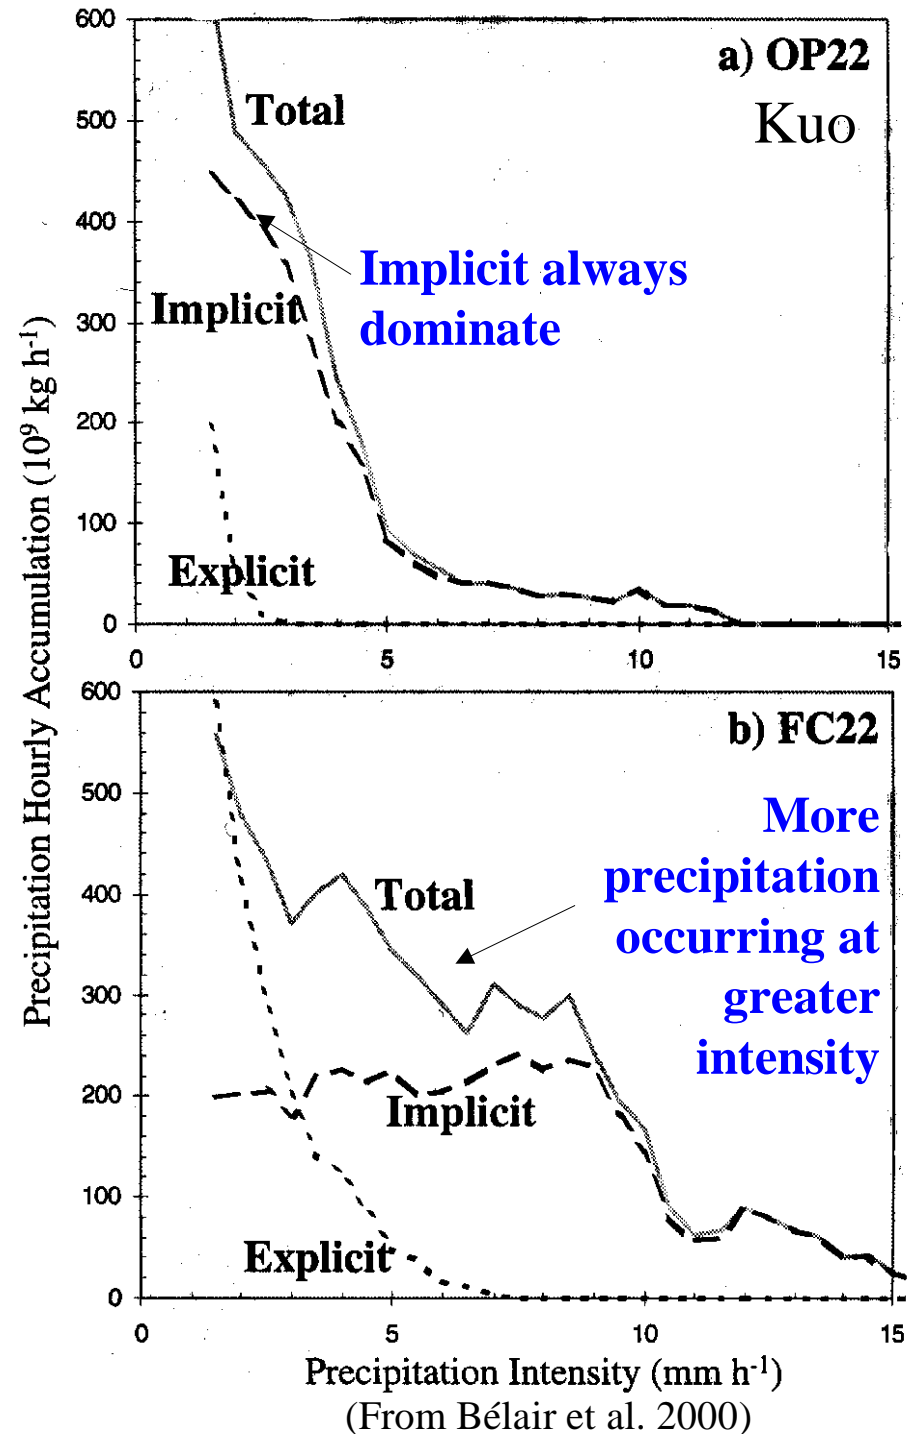 Precipitation Hourly Accumulation (10⁹ kg h⁻¹)
a) OP22
Kuo
600
500
400
300
200
100
0
Total
Implicit always
dominate
Implicit
Explicit
0
5
10
15
b) FC22
600
500
400
300
200
100
0
More
precipitation
occurring at
greater
intensity
Total
Implicit
Explicit
0
5
10
15
Precipitation Intensity (mm h⁻¹)
(From Bélair et al. 2000)